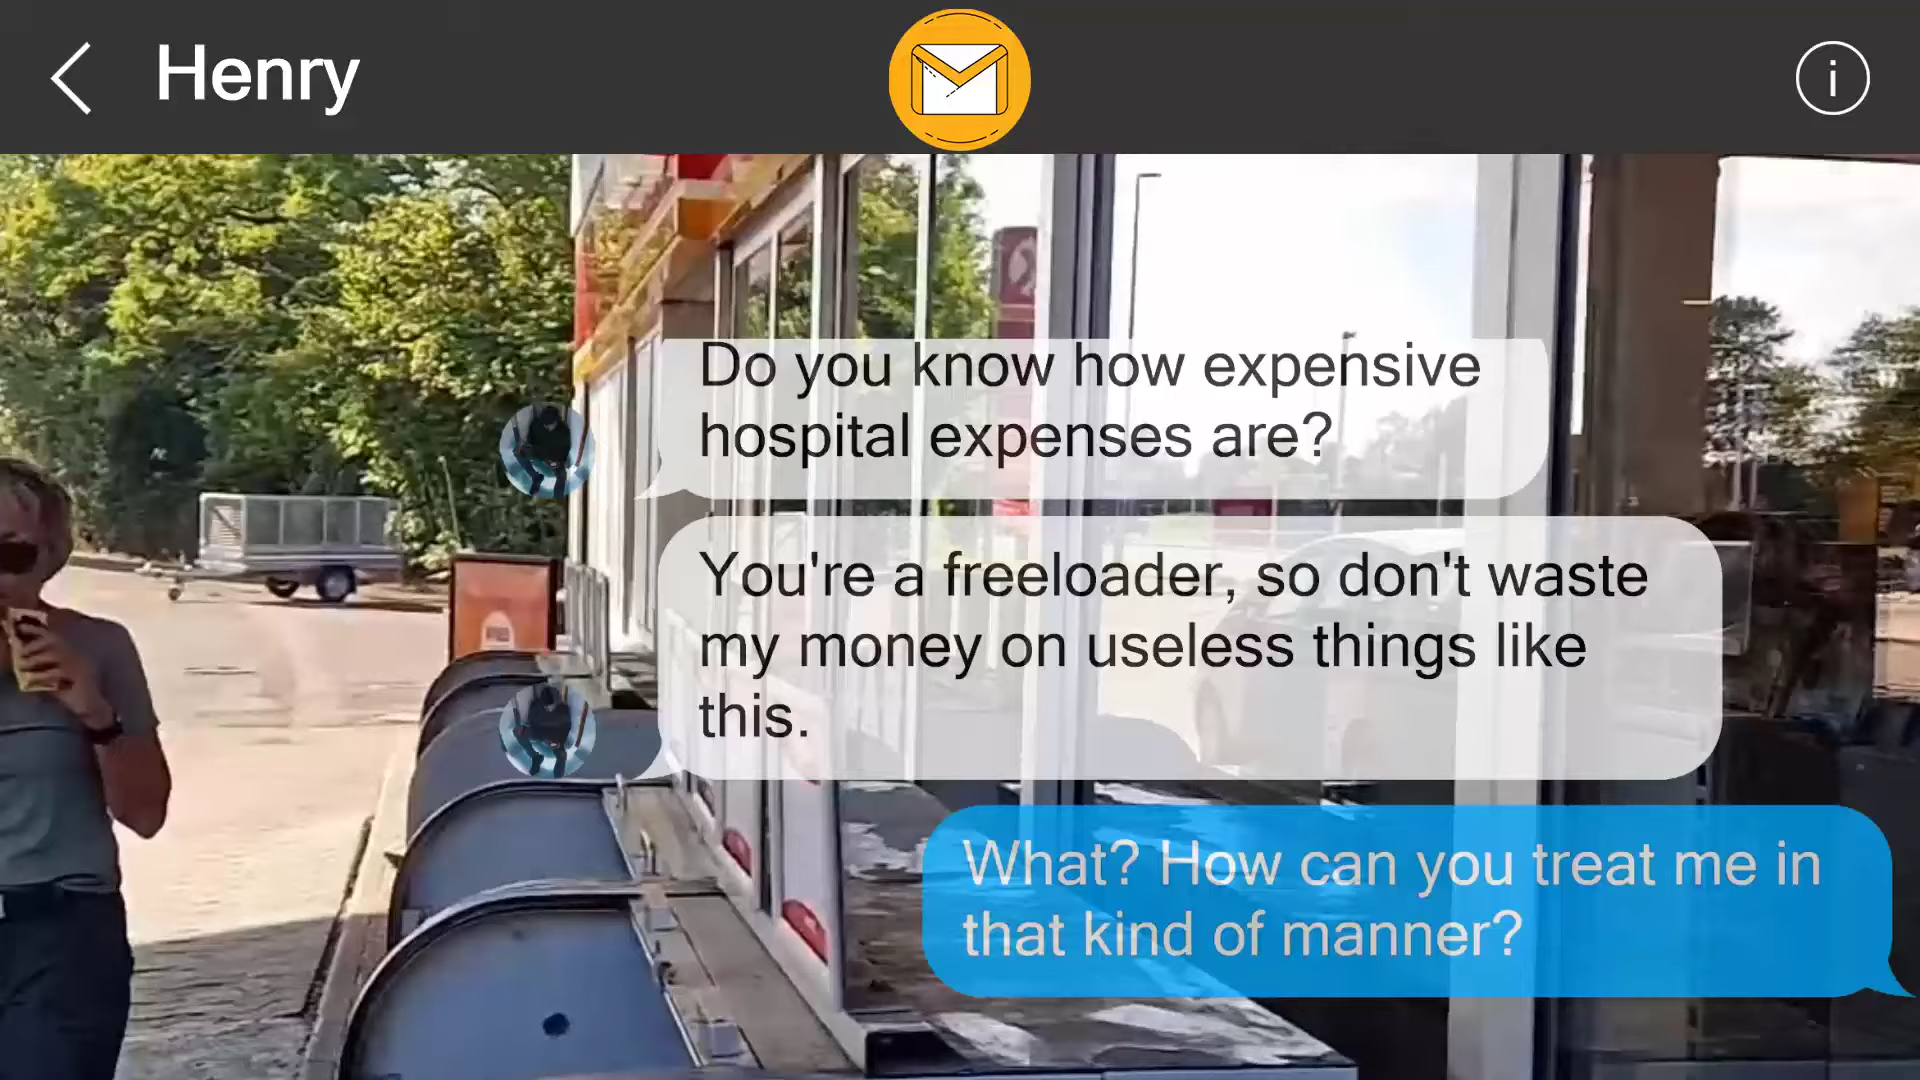 Henry
i
Do you know how expensive
hospital expenses are?
You're a freeloader, so don't waste
my money on useless things like
this.
What? How can you treat me in
that kind of manner?